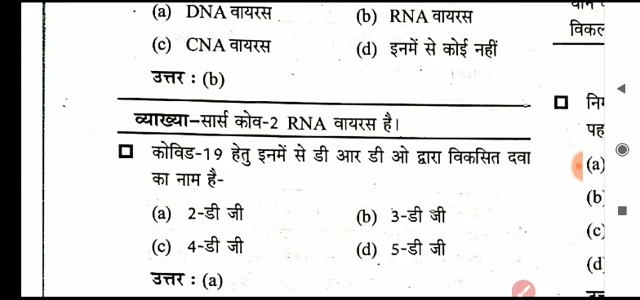 (a) DNA वायरस (b) RNA वायरस
(c) CNA वायरस (d) इनमें से कोई नहीं
उत्तर : (b)
व्याख्या–सार्स कोव-2 RNA वायरस है।
कोविड-19 हेतु इनमें से डी आर डी ओ द्वारा विकसित दवा
का नाम है-
(a) 2-डी जी (b) 3-डी जी
(c) 4-डी जी (d) 5-डी जी
उत्तर : (a)
विकल
(a)
(b)
(c)
(d)